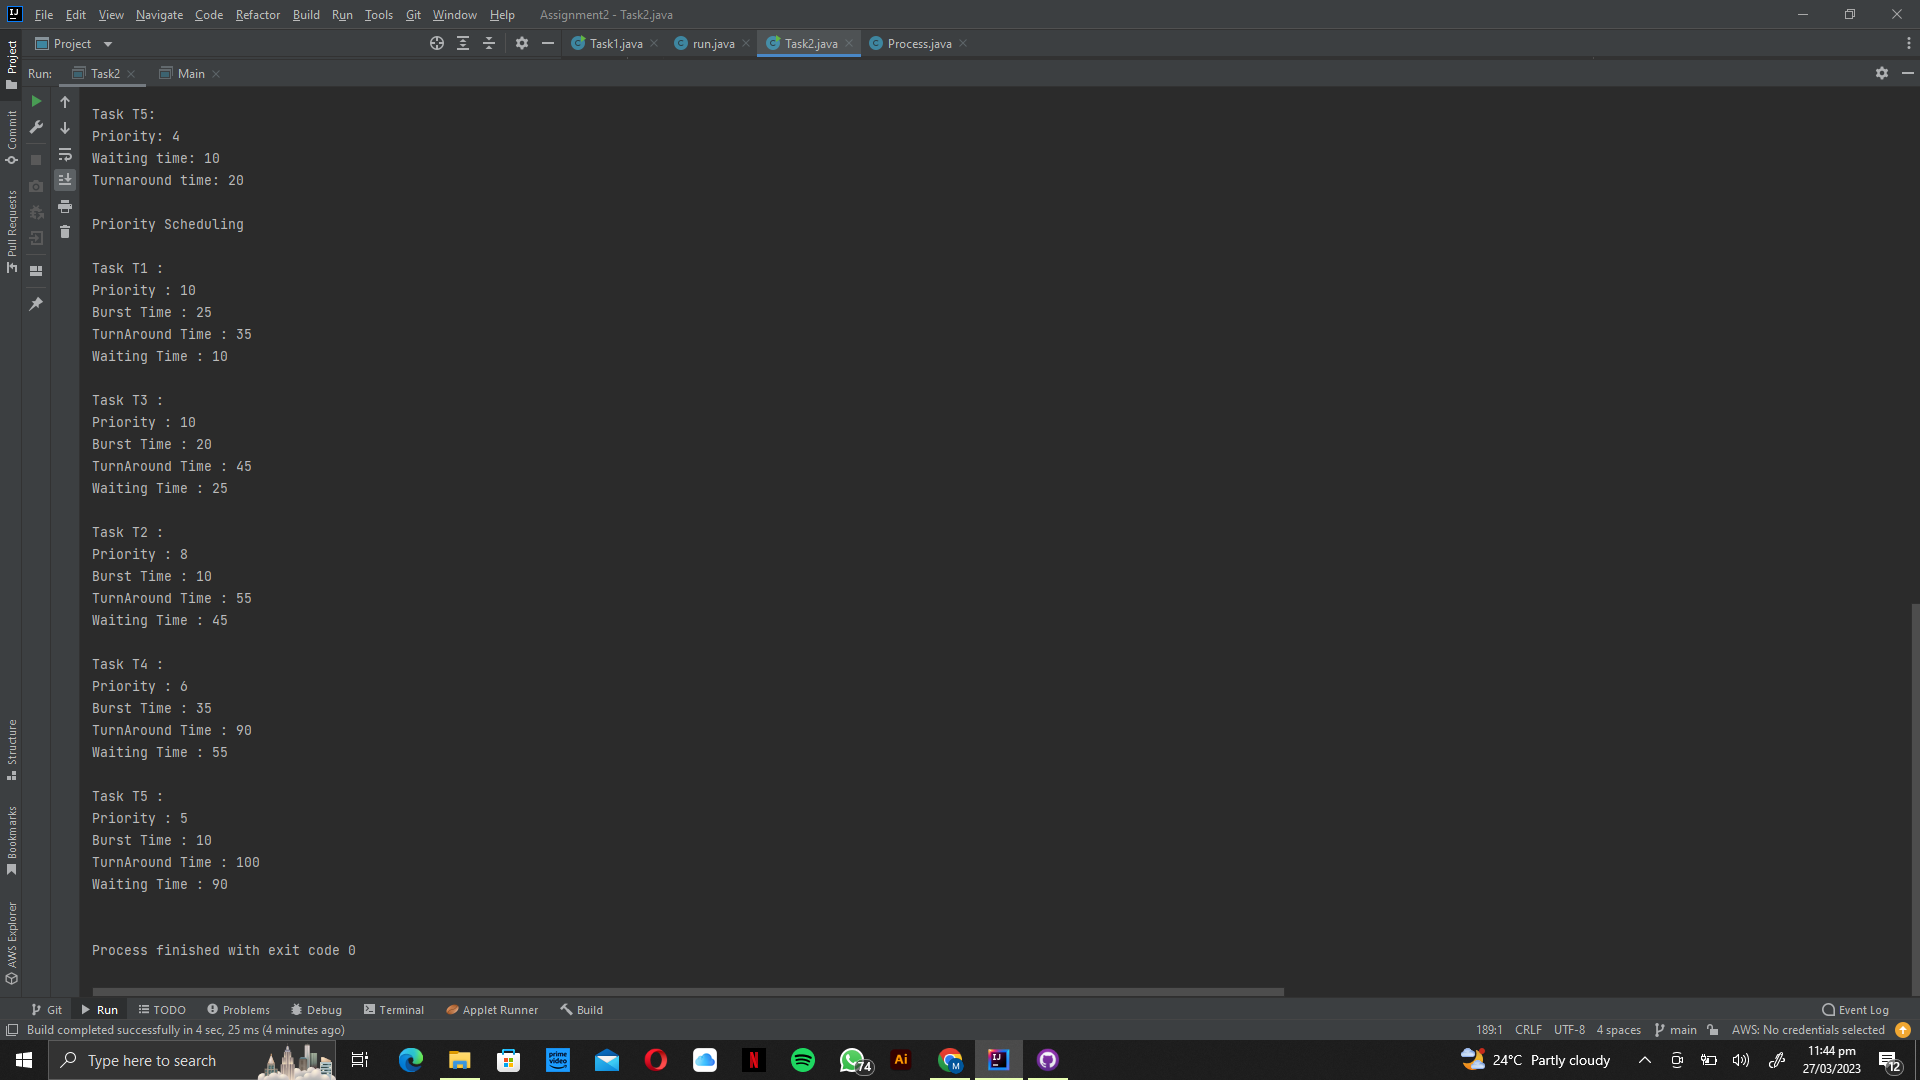 File Edit View Navigate Code Refactor Build Run Tools Git Window Help Assignment2 - Task2.java
Project Task1.java run.java Task2.java Process.java
Run: Task2 Main
Project
Commit
Pull Requests
Structure
Bookmarks
AWS Explorer
Task T5:
Priority: 4
Waiting time: 10
Turnaround time: 20
Priority Scheduling
Task T1 :
Priority : 10
Burst Time : 25
TurnAround Time : 35
Waiting Time : 10
Task T3 :
Priority : 10
Burst Time : 20
TurnAround Time : 45
Waiting Time : 25
Task T2 :
Priority : 8
Burst Time : 10
TurnAround Time : 55
Waiting Time : 45
Task T4 :
Priority : 6
Burst Time : 35
TurnAround Time : 90
Waiting Time : 55
Task T5 :
Priority : 5
Burst Time : 10
TurnAround Time : 100
Waiting Time : 90
Process finished with exit code 0
Git Run TODO Problems Debug Terminal Applet Runner Build Event Log
Build completed successfully in 4 sec, 25 ms (4 minutes ago) 189:1 CRLF UTF-8 4 spaces main AWS: No credentials selected
Type here to search prime video N 74 Ai M IJ 24°C Partly cloudy 11:44 pm
27/03/2023 12